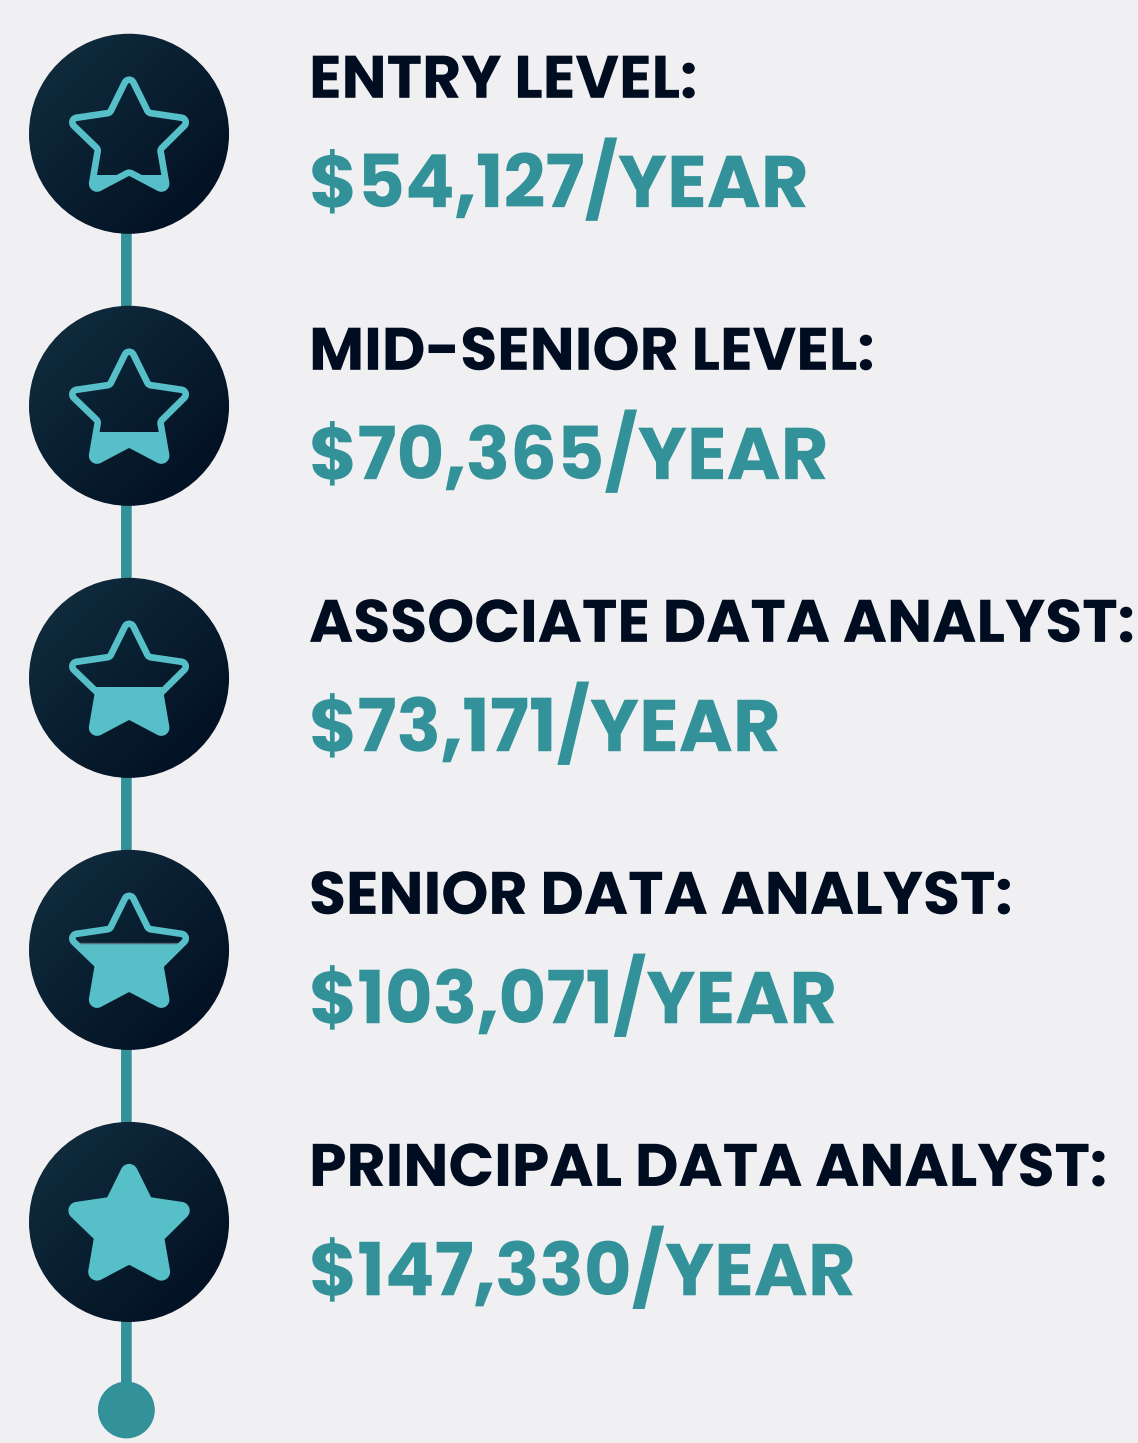 ENTRY LEVEL:
$54,127/YEAR
MID-SENIOR LEVEL:
$70,365/YEAR
ASSOCIATE DATA ANALYST:
$73,171/YEAR
SENIOR DATA ANALYST:
$103,071/YEAR
PRINCIPAL DATA ANALYST:
$147,330/YEAR